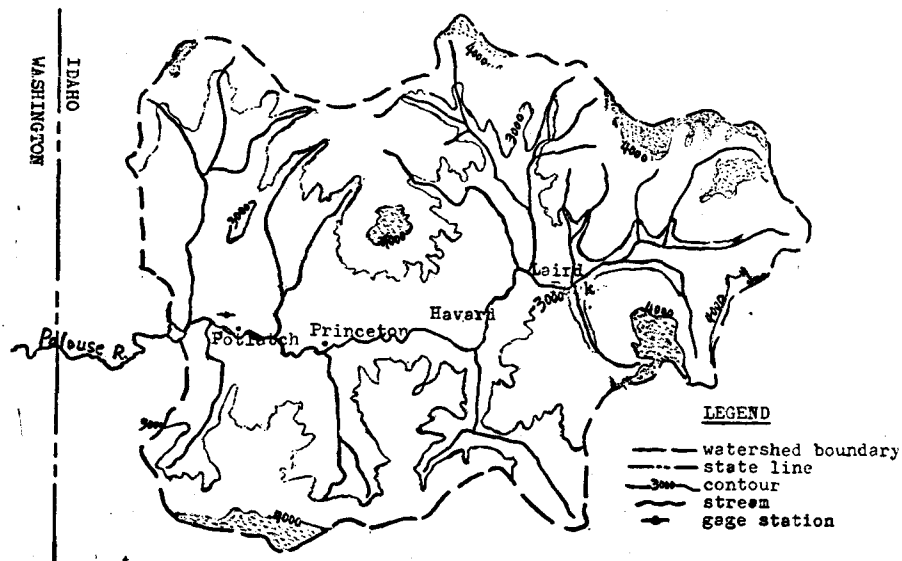 IDAHO
WASHINGTON
4000
3000
4000
3000
4000
Laird
3000
k
Havard
4000
4000
Palouse R.
Potlatch
Princeton
3000
4000
LEGEND
watershed boundary
state line
3000 contour
stream
gage station